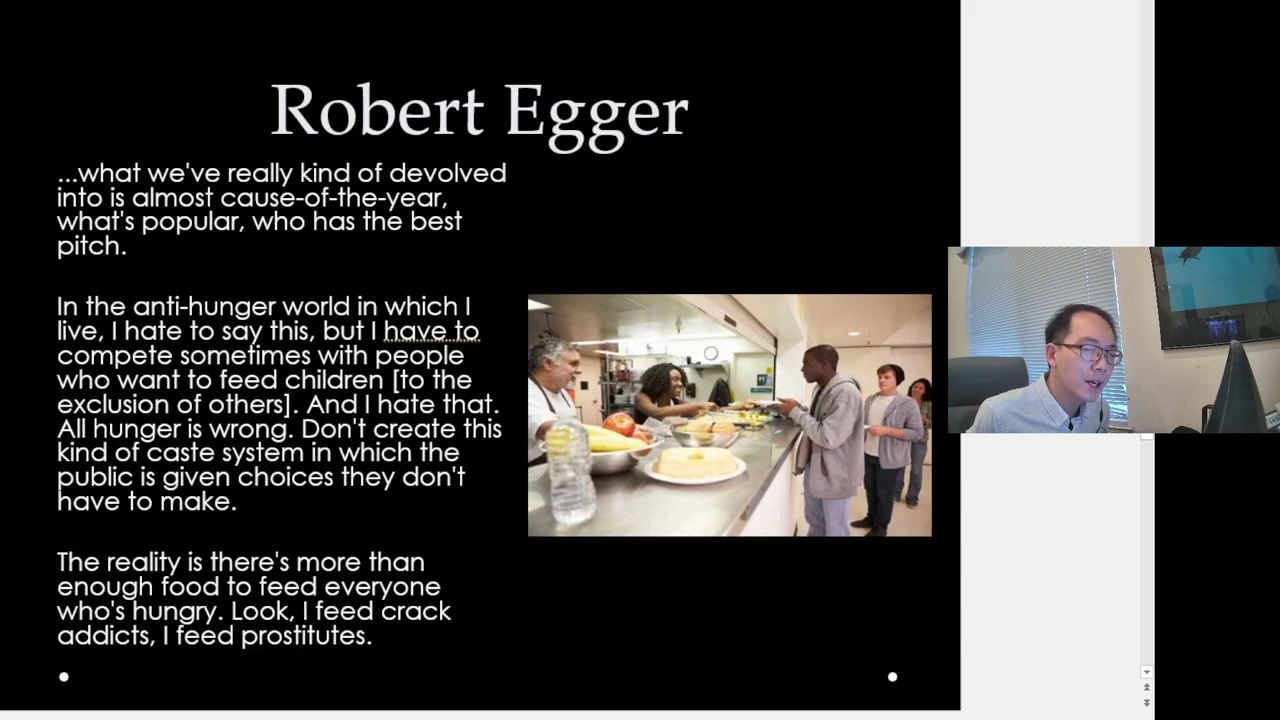 Robert Egger
...what we've really kind of devolved
into is almost cause-of-the-year,
what's popular, who has the best
pitch.
In the anti-hunger world in which I
live, I hate to say this, but I have to
compete sometimes with people
who want to feed children [to the
exclusion of others]. And I hate that.
All hunger is wrong. Don't create this
kind of caste system in which the
public is given choices they don't
have to make.
The reality is there's more than
enough food to feed everyone
who's hungry. Look, I feed crack
addicts, I feed prostitutes.